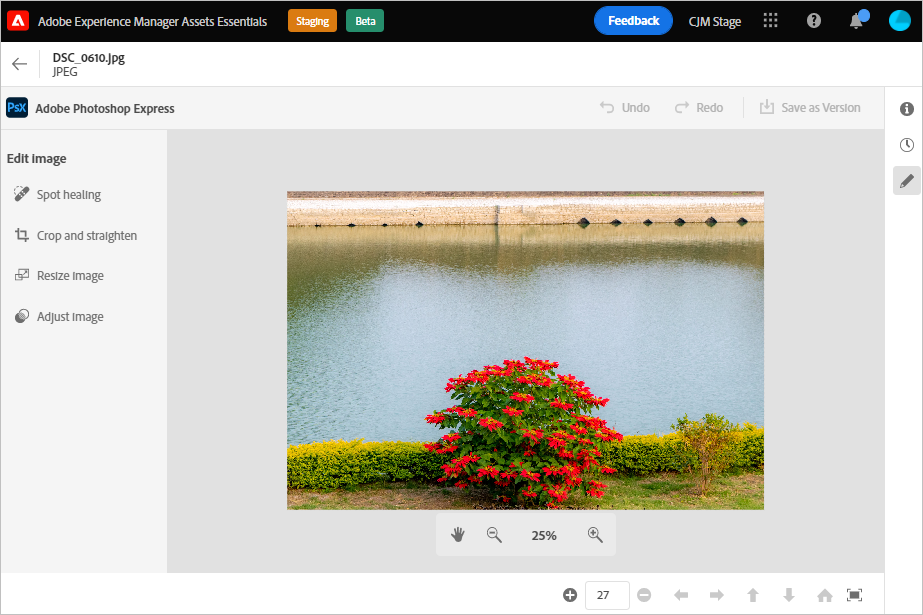 Adobe Experience Manager Assets Essentials
Staging
Beta
Feedback
CJM Stage
DSC_0610.jpg
JPEG
PsX
Adobe Photoshop Express
Undo
Redo
Save as Version
Edit image
Spot healing
Crop and straighten
Resize image
Adjust image
25%
27